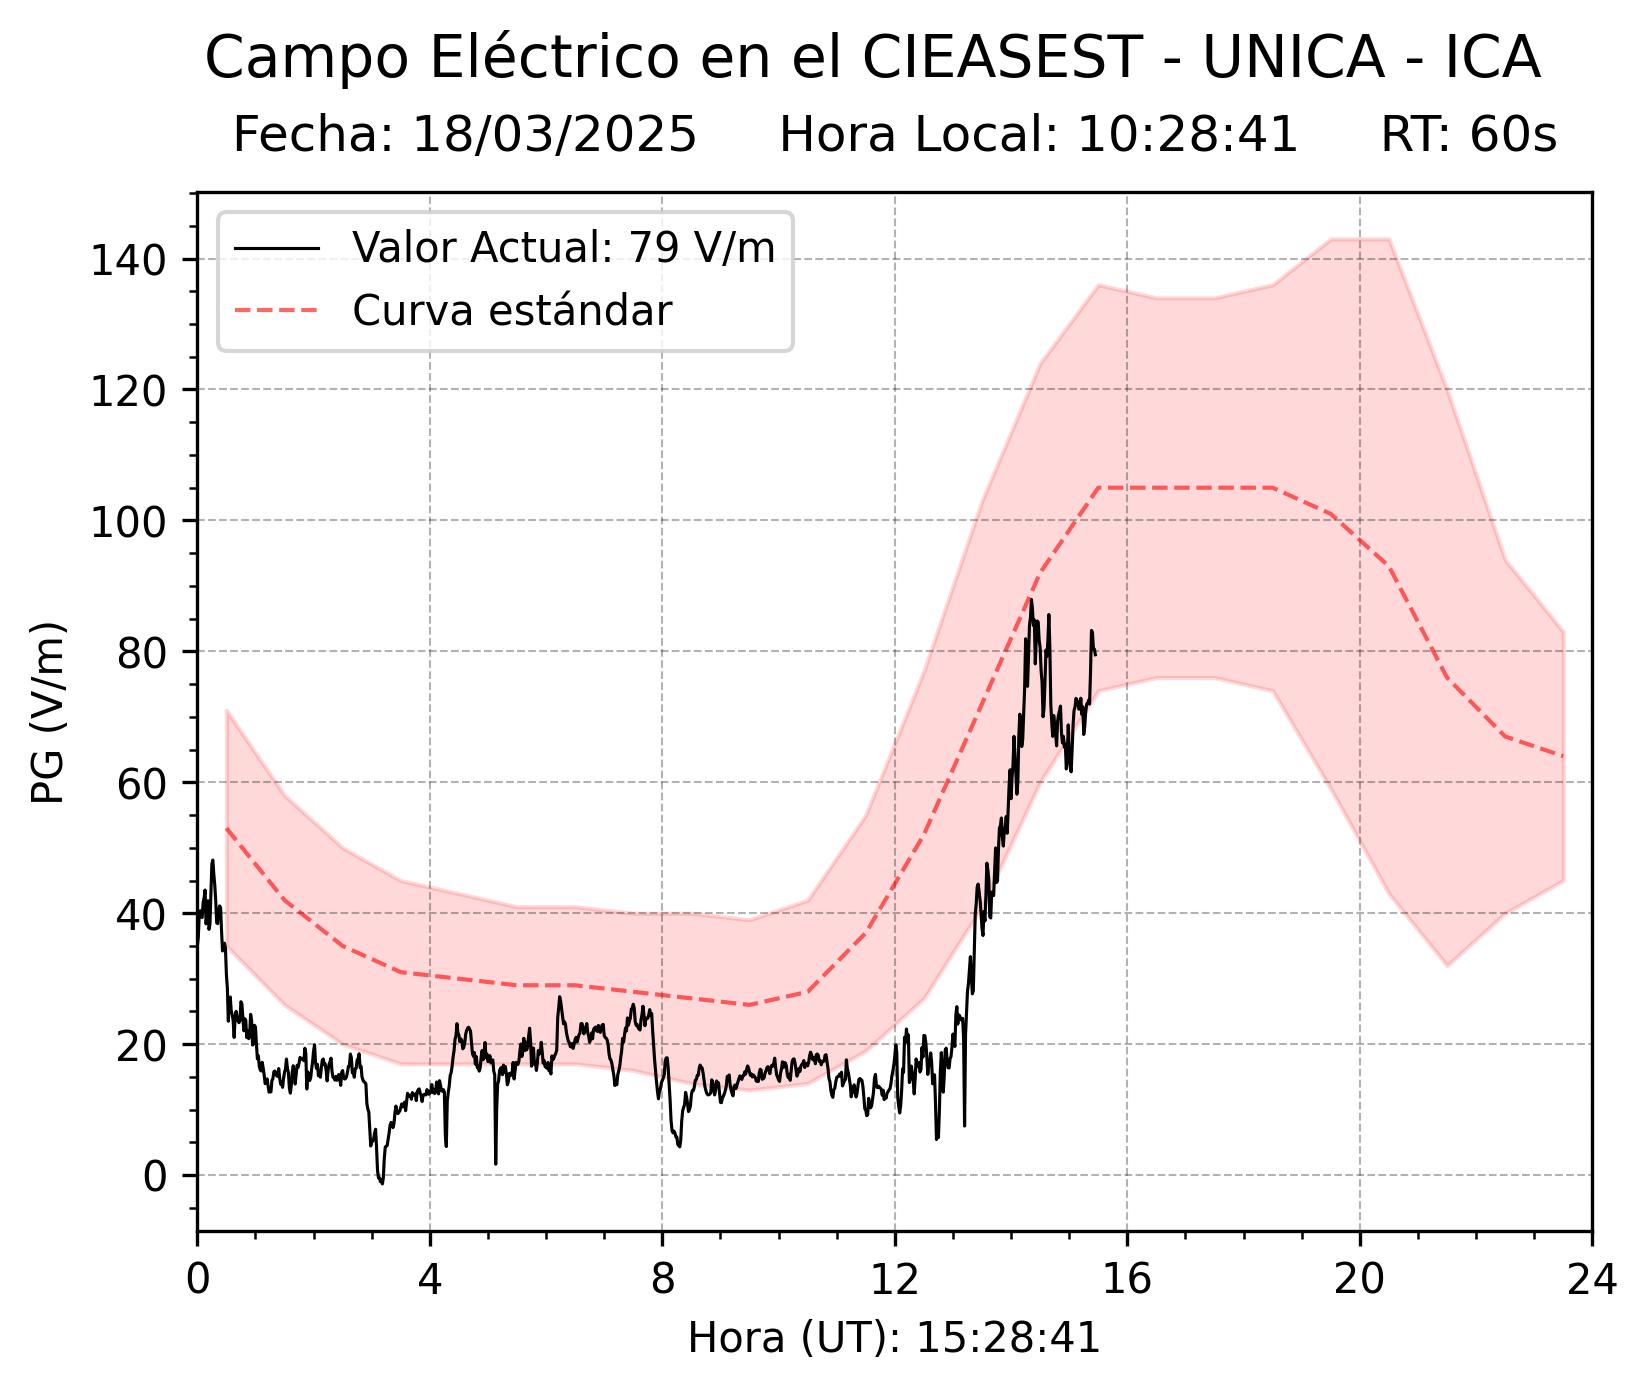 Campo Eléctrico en el CIEASEST - UNICA - ICA
Fecha: 18/03/2025 Hora Local: 10:28:41 RT: 60s
Valor Actual: 79 V/m
Curva estándar
PG (V/m)
140
120
100
80
60
40
20
0
0 4 8 12 16 20 24
Hora (UT): 15:28:41